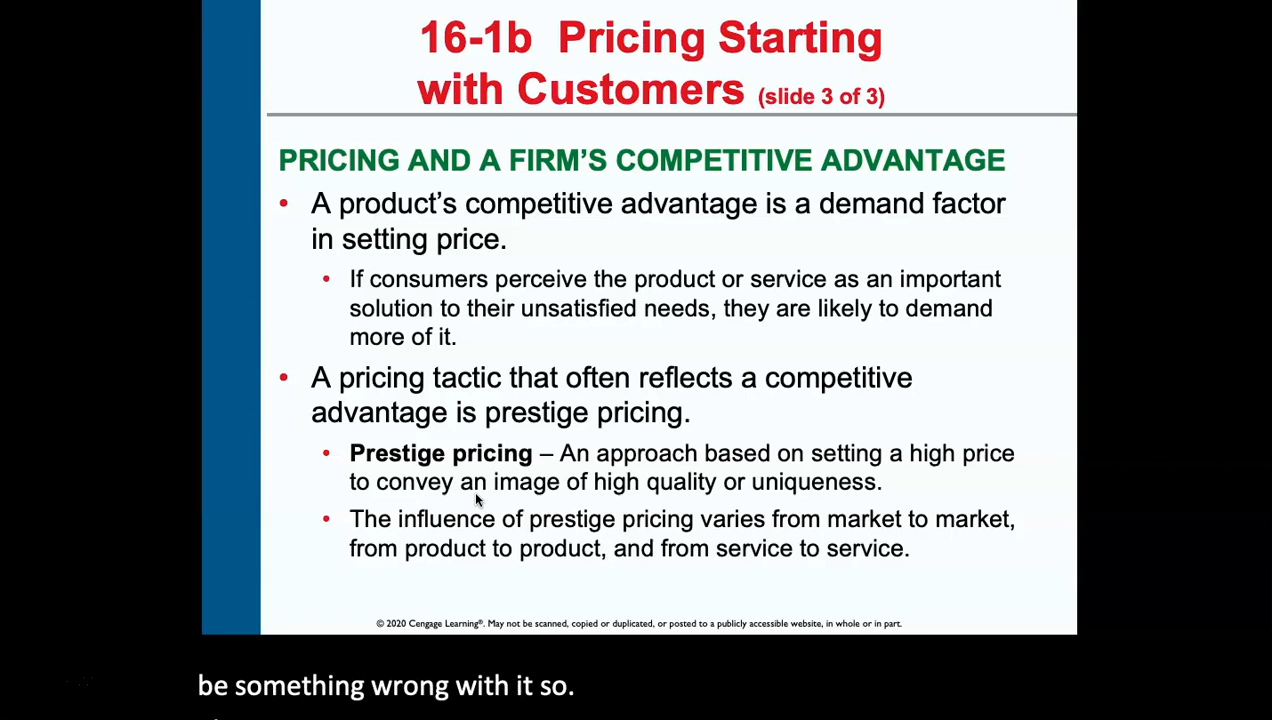 16-1b Pricing Starting
with Customers (slide 3 of 3)
PRICING AND A FIRM’S COMPETITIVE ADVANTAGE
• A product’s competitive advantage is a demand factor
in setting price.
• If consumers perceive the product or service as an important
solution to their unsatisfied needs, they are likely to demand
more of it.
• A pricing tactic that often reflects a competitive
advantage is prestige pricing.
• Prestige pricing – An approach based on setting a high price
to convey an image of high quality or uniqueness.
• The influence of prestige pricing varies from market to market,
from product to product, and from service to service.
© 2020 Cengage Learning®. May not be scanned, copied or duplicated, or posted to a publicly accessible website, in whole or in part.
be something wrong with it so.